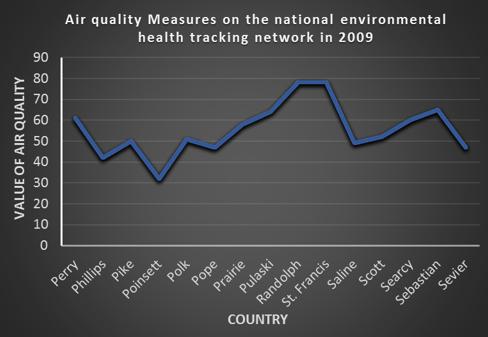 Air quality Measures on the national environmental
health tracking network in 2009
VALUE OF AIR QUALITY
90
80
70
60
50
40
30
20
10
0
Perry
Phillips
Pike
Poinsett
Polk
Pope
Prairie
Pulaski
Randolph
St. Francis
Saline
Scott
Searcy
Sebastian
Sevier
COUNTRY